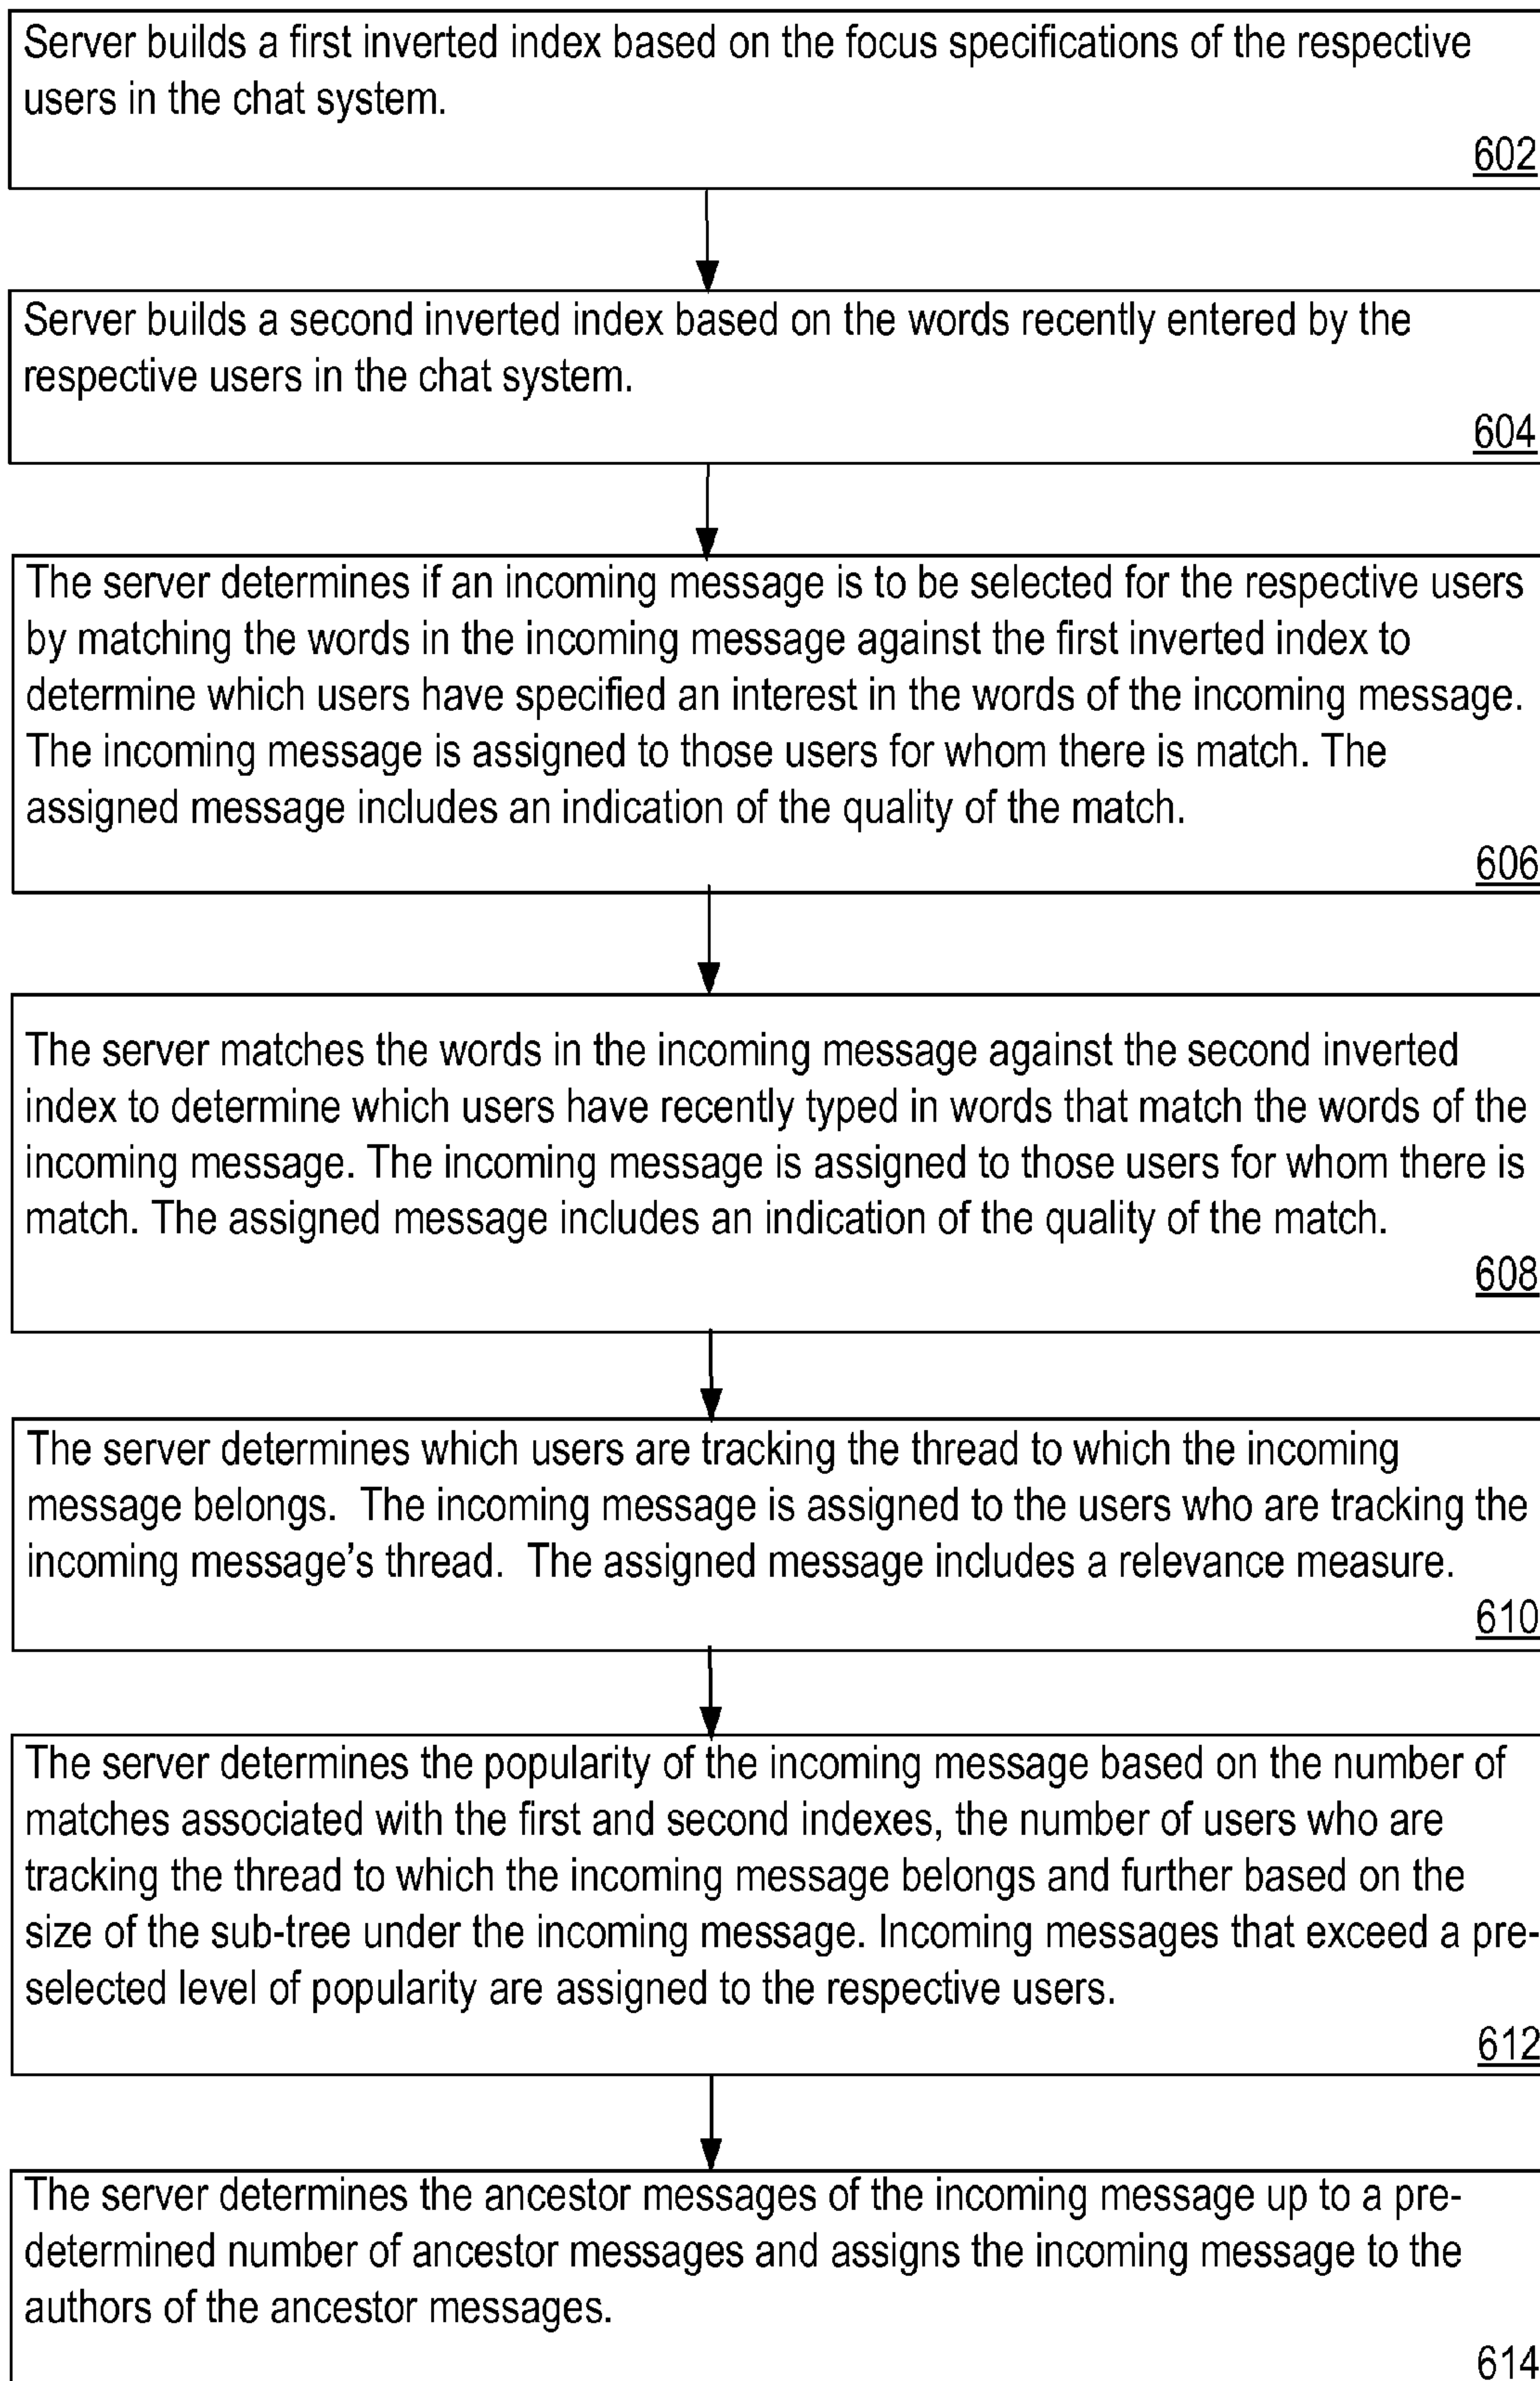 Server builds a first inverted index based on the focus specifications of the respective
users in the chat system.
602
Server builds a second inverted index based on the words recently entered by the
respective users in the chat system.
604
The server determines if an incoming message is to be selected for the respective users
by matching the words in the incoming message against the first inverted index to
determine which users have specified an interest in the words of the incoming message.
The incoming message is assigned to those users for whom there is match. The
assigned message includes an indication of the quality of the match.
606
The server matches the words in the incoming message against the second inverted
index to determine which users have recently typed in words that match the words of the
incoming message. The incoming message is assigned to those users for whom there is
match. The assigned message includes an indication of the quality of the match.
608
The server determines which users are tracking the thread to which the incoming
message belongs. The incoming message is assigned to the users who are tracking the
incoming message's thread. The assigned message includes a relevance measure.
610
The server determines the popularity of the incoming message based on the number of
matches associated with the first and second indexes, the number of users who are
tracking the thread to which the incoming message belongs and further based on the
size of the sub-tree under the incoming message. Incoming messages that exceed a pre-
selected level of popularity are assigned to the respective users.
612
The server determines the ancestor messages of the incoming message up to a pre-
determined number of ancestor messages and assigns the incoming message to the
authors of the ancestor messages.
614